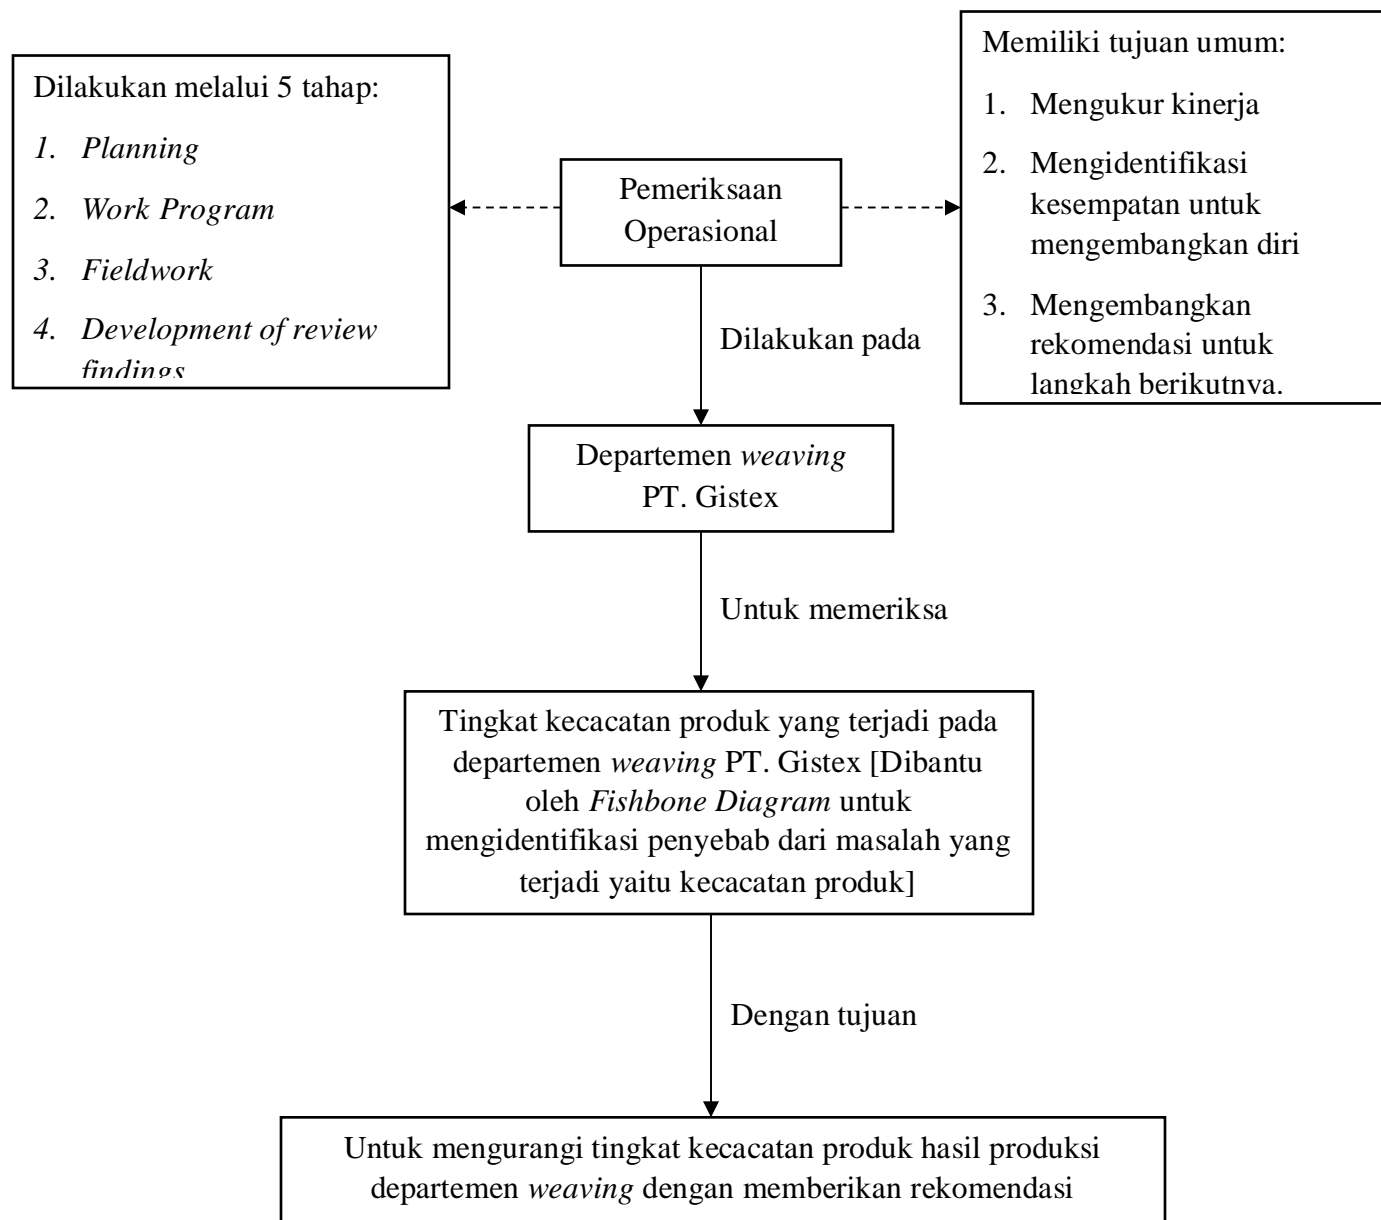 Dilakukan melalui 5 tahap:
1. Planning
2. Work Program
3. Fieldwork
4. Development of review
findings
Pemeriksaan
Operasional
Memiliki tujuan umum:
1. Mengukur kinerja
2. Mengidentifikasi
kesempatan untuk
mengembangkan diri
3. Mengembangkan
rekomendasi untuk
langkah berikutnya.
Dilakukan pada
Departemen weaving
PT. Gistex
Untuk memeriksa
Tingkat kecacatan produk yang terjadi pada
departemen weaving PT. Gistex [Dibantu
oleh Fishbone Diagram untuk
mengidentifikasi penyebab dari masalah yang
terjadi yaitu kecacatan produk]
Dengan tujuan
Untuk mengurangi tingkat kecacatan produk hasil produksi
departemen weaving dengan memberikan rekomendasi